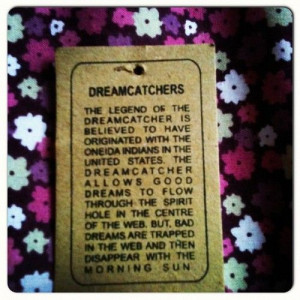 DREAMCATCHERS
THE LEGEND OF THE
DREAMCATCHER IS
BELIEVED TO HAVE
ORIGINATED WITH THE
ONEIDA INDIANS IN THE
UNITED STATES. THE
DREAMCATCHER
ALLOWS GOOD
DREAMS TO FLOW
THROUGH THE SPIRIT
HOLE IN THE CENTRE
OF THE WEB. BUT, BAD
DREAMS ARE TRAPPED
IN THE WEB AND THEN
DISAPPEAR WITH THE
MORNING SUN.